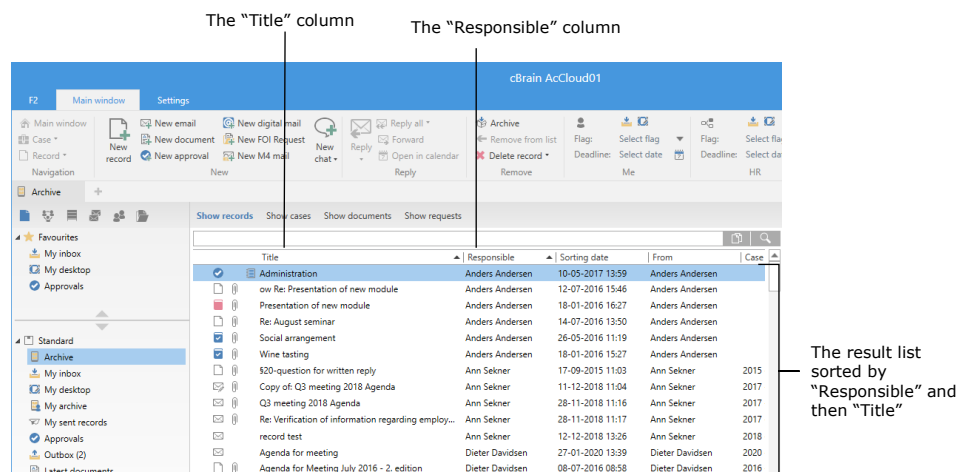 The “Title” column
The “Responsible” column
cBrain AcCloud01
F2 Main window Settings
Main window New email New digital mail Reply all Archive
Case New document New FOI Request Forward Remove from list Flag: Select flag Flag: Select fla
Record New record New approval New M4 mail New chat Reply Open in calendar Delete record Deadline: Select date Deadline: Select da
Navigation New Reply Remove Me HR
Archive +
Show records Show cases Show documents Show requests
Favourites
My inbox
My desktop
Approvals
Standard
Archive
My inbox
My desktop
My archive
My sent records
Approvals
Outbox (2)
Latest documents
Title Responsible Sorting date From Case
Administration Anders Andersen 10-05-2017 13:59 Anders Andersen
ow Re: Presentation of new module Anders Andersen 12-07-2016 15:46 Anders Andersen
Presentation of new module Anders Andersen 18-01-2016 16:27 Anders Andersen
Re: August seminar Anders Andersen 14-07-2016 13:50 Anders Andersen
Social arrangement Anders Andersen 26-05-2016 11:19 Anders Andersen
Wine tasting Anders Andersen 18-01-2016 15:27 Anders Andersen
§20-question for written reply Ann Sekner 17-09-2015 11:03 Ann Sekner 2015
Copy of: Q3 meeting 2018 Agenda Ann Sekner 11-12-2018 11:04 Ann Sekner 2017
Q3 meeting 2018 Agenda Ann Sekner 28-11-2018 11:16 Ann Sekner 2017
Re: Verification of information regarding employ... Ann Sekner 28-11-2018 11:17 Ann Sekner 2017
record test Ann Sekner 12-12-2018 13:26 Ann Sekner 2018
Agenda for meeting Dieter Davidsen 27-01-2020 13:39 Dieter Davidsen 2020
Agenda for Meeting July 2016 - 2. edition Dieter Davidsen 08-07-2016 08:58 Dieter Davidsen 2016
The result list
sorted by
“Responsible” and
then “Title”